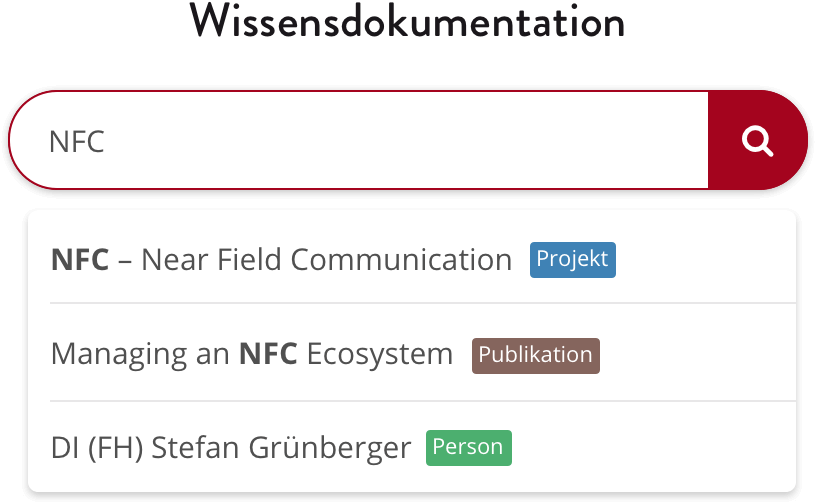 Wissensdokumentation
NFC
NFC – Near Field Communication Projekt
Managing an NFC Ecosystem Publikation
DI (FH) Stefan Grünberger Person